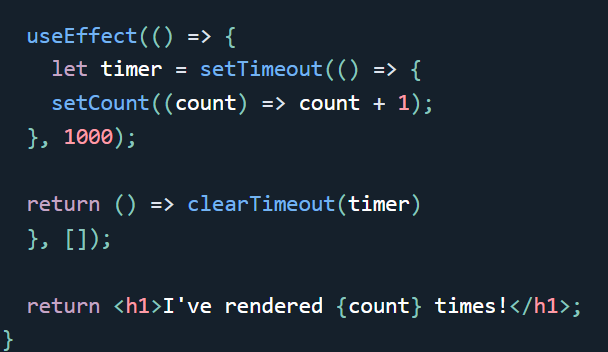 useEffect(() => {
let timer = setTimeout(() => {
setCount((count) => count + 1);
}, 1000);
return () => clearTimeout(timer)
}, []);
return <h1>I've rendered {count} times!</h1>;
}